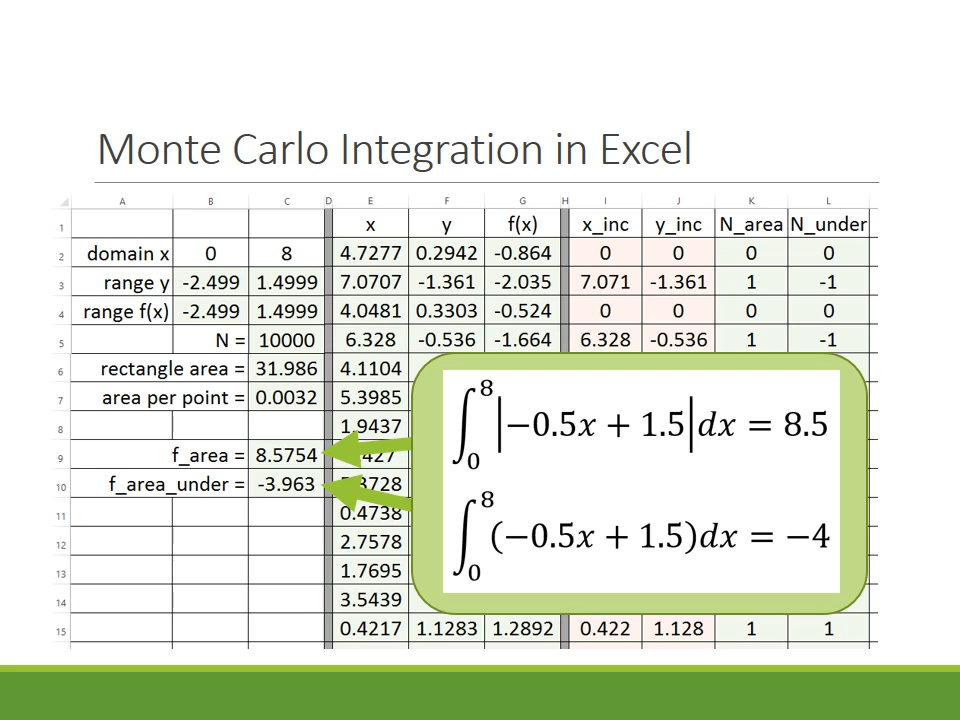 Monte Carlo Integration in Excel
A B C D E F G H I J K L
1 x y f(x) x_inc y_inc N_area N_under
2 domain x 0 8 4.7277 0.2942 -0.864 0 0 0 0
3 range y -2.499 1.4999 7.0707 -1.361 -2.035 7.071 -1.361 1 -1
4 range f(x) -2.499 1.4999 4.0481 0.3303 -0.524 0 0 0 0
5 N = 10000 6.328 -0.536 -1.664 6.328 -0.536 1 -1
6 rectangle area = 31.986 4.1104
7 area per point = 0.0032 5.3985
8 1.9437
9 f_area = 8.5754 427
10 f_area_under = -3.963 3728
11 0.4738
12 2.7578
13 1.7695
14 3.5439
15 0.4217 1.1283 1.2892 0.422 1.128 1 1
∫₀⁸ |−0.5x + 1.5| dx = 8.5
∫₀⁸ (−0.5x + 1.5)dx = −4